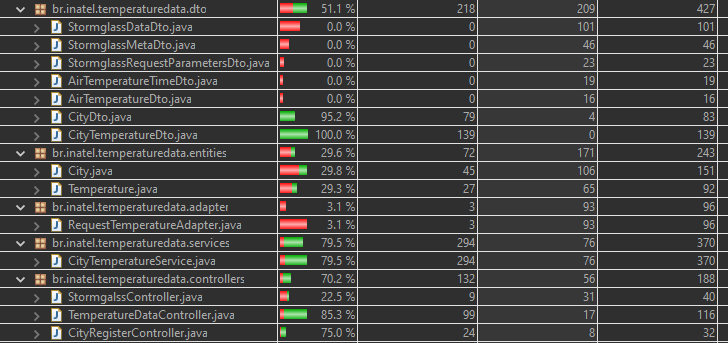 br.inatel.temperaturedata.dto 51.1 % 218 209 427
StormglassDataDto.java 0.0 % 0 101 101
StormglassMetaDto.java 0.0 % 0 46 46
StormglassRequestParametersDto.java 0.0 % 0 23 23
AirTemperatureTimeDto.java 0.0 % 0 19 19
AirTemperatureDto.java 0.0 % 0 16 16
CityDto.java 95.2 % 79 4 83
CityTemperatureDto.java 100.0 % 139 0 139
br.inatel.temperaturedata.entities 29.6 % 72 171 243
City.java 29.8 % 45 106 151
Temperature.java 29.3 % 27 65 92
br.inatel.temperaturedata.adapter 3.1 % 3 93 96
RequestTemperatureAdapter.java 3.1 % 3 93 96
br.inatel.temperaturedata.services 79.5 % 294 76 370
CityTemperatureService.java 79.5 % 294 76 370
br.inatel.temperaturedata.controllers 70.2 % 132 56 188
StormgalssController.java 22.5 % 9 31 40
TemperatureDataController.java 85.3 % 99 17 116
CityRegisterController.java 75.0 % 24 8 32